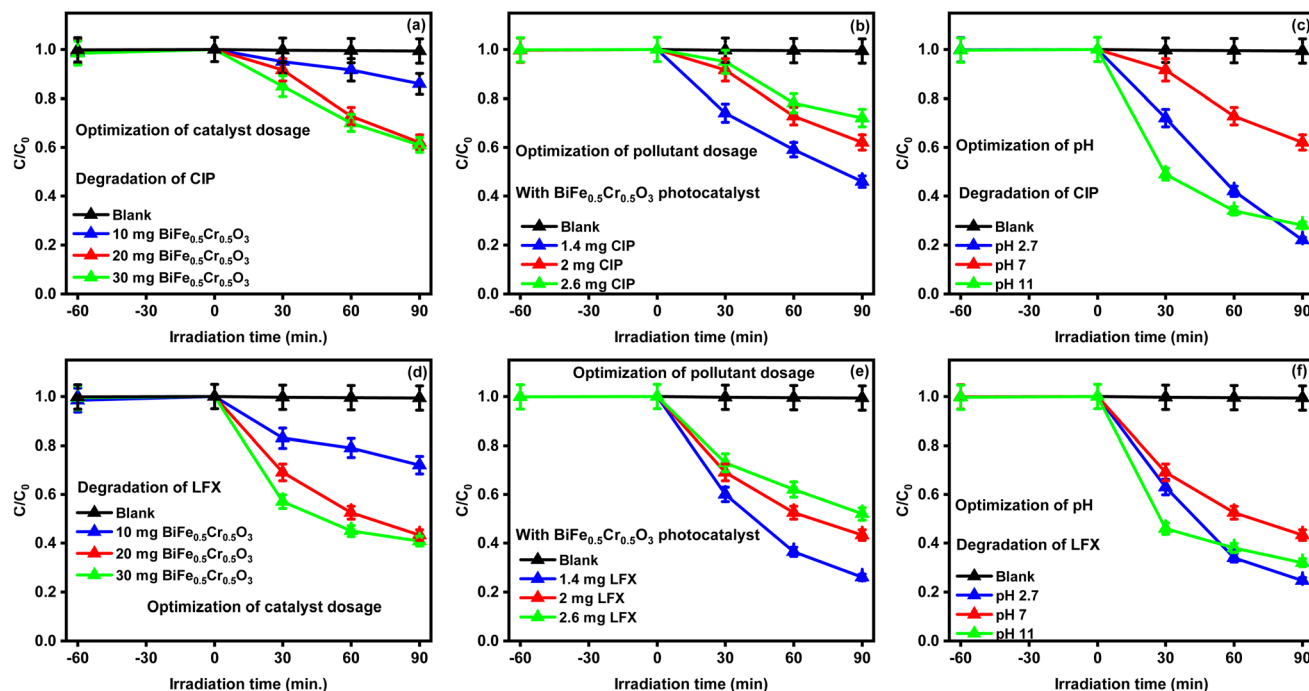 (a)
1.0
0.8
0.6
0.4
0.2
0.0
C/C₀
Optimization of catalyst dosage
Degradation of CIP
Blank
10 mg BiFe₀.₅Cr₀.₅O₃
20 mg BiFe₀.₅Cr₀.₅O₃
30 mg BiFe₀.₅Cr₀.₅O₃
-60 -30 0 30 60 90
Irradiation time (min.)
(b)
1.0
0.8
0.6
0.4
0.2
0.0
C/C₀
Optimization of pollutant dosage
With BiFe₀.₅Cr₀.₅O₃ photocatalyst
Blank
1.4 mg CIP
2 mg CIP
2.6 mg CIP
-60 -30 0 30 60 90
Irradiation time (min)
(c)
1.0
0.8
0.6
0.4
0.2
0.0
C/C₀
Optimization of pH
Degradation of CIP
Blank
pH 2.7
pH 7
pH 11
-60 -30 0 30 60 90
Irradiation time (min)
(d)
1.0
0.8
0.6
0.4
0.2
0.0
C/C₀
Degradation of LFX
Blank
10 mg BiFe₀.₅Cr₀.₅O₃
20 mg BiFe₀.₅Cr₀.₅O₃
30 mg BiFe₀.₅Cr₀.₅O₃
Optimization of catalyst dosage
-60 -30 0 30 60 90
Irradiation time (min.)
Optimization of pollutant dosage
(e)
1.0
0.8
0.6
0.4
0.2
0.0
C/C₀
With BiFe₀.₅Cr₀.₅O₃ photocatalyst
Blank
1.4 mg LFX
2 mg LFX
2.6 mg LFX
-60 -30 0 30 60 90
Irradiation time (min)
(f)
1.0
0.8
0.6
0.4
0.2
0.0
C/C₀
Optimization of pH
Degradation of LFX
Blank
pH 2.7
pH 7
pH 11
-60 -30 0 30 60 90
Irradiation time (min)